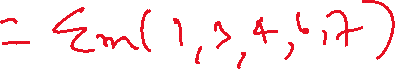 = Σm(1,3,4,6,7)